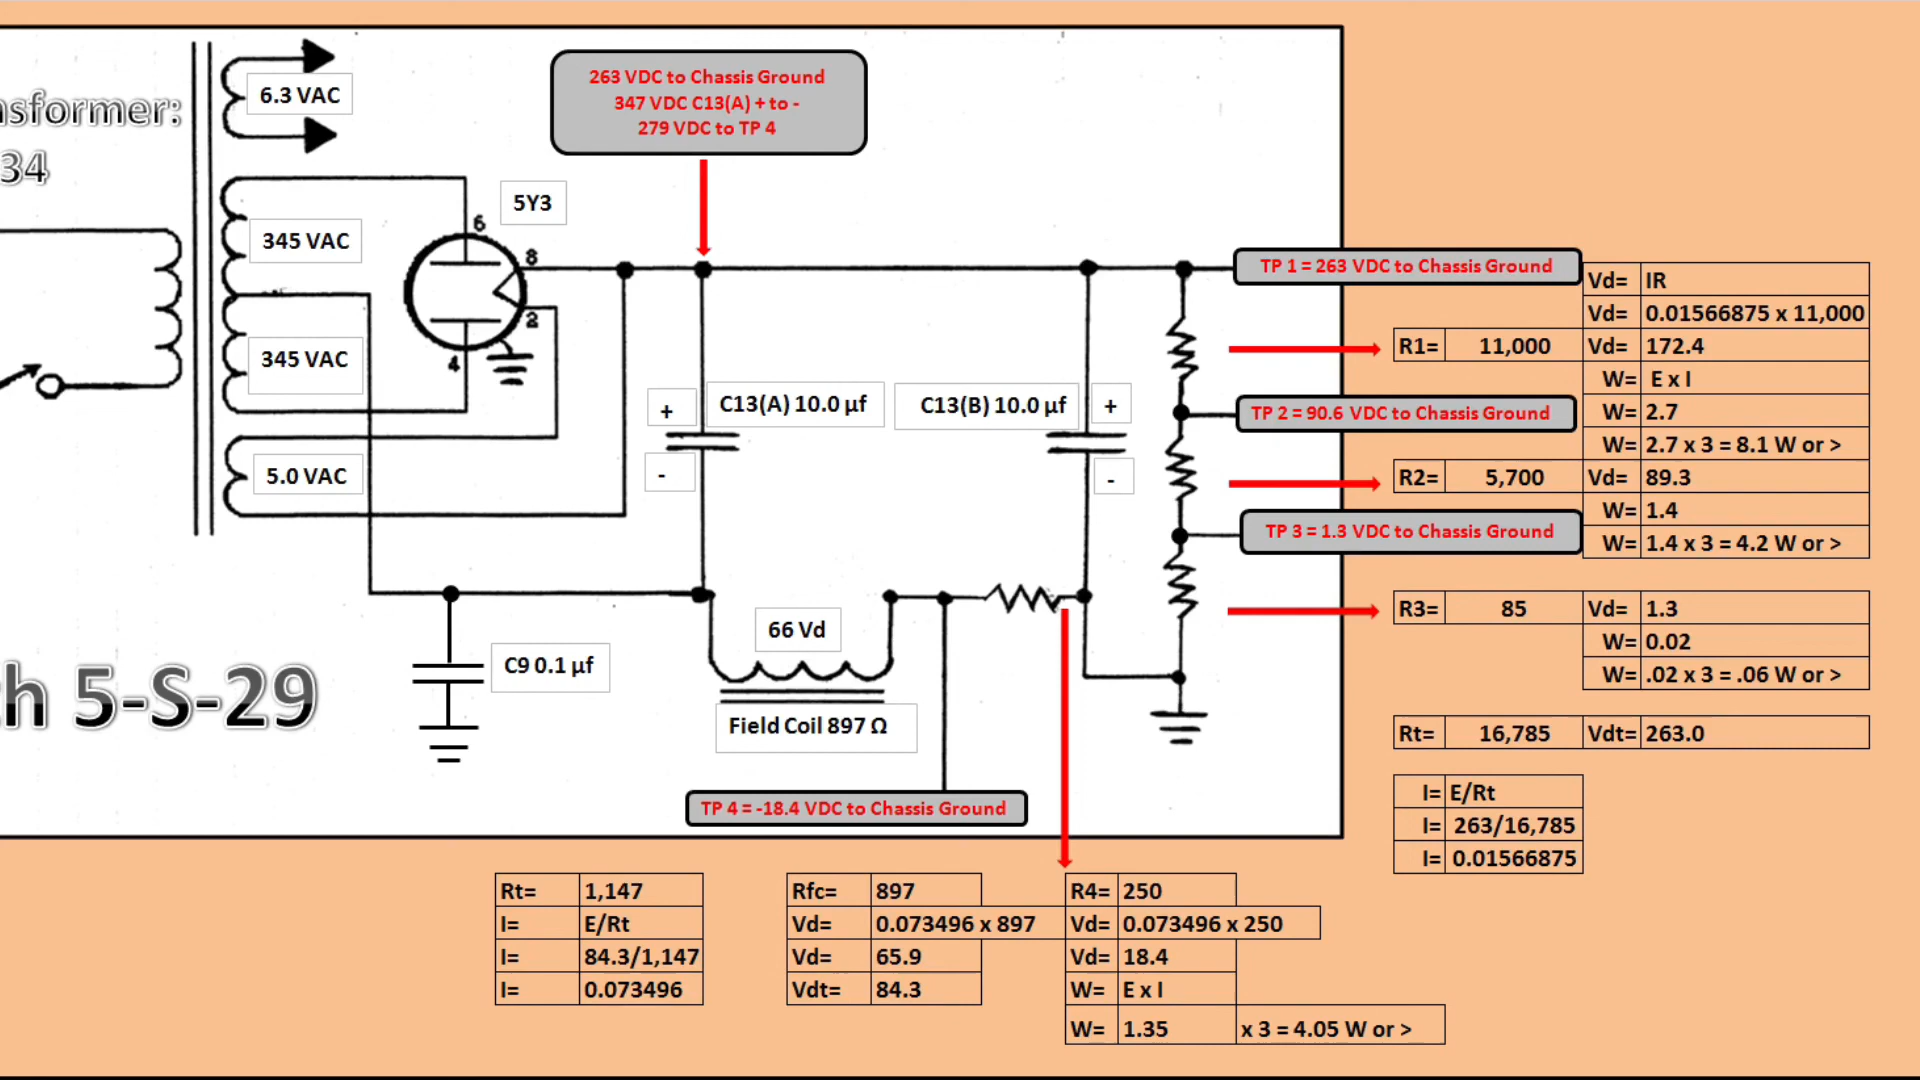 nsformer:
34
6.3 VAC
263 VDC to Chassis Ground
347 VDC C13(A) + to -
279 VDC to TP 4
5Y3
6
8
2
4
345 VAC
345 VAC
5.0 VAC
TP 1 = 263 VDC to Chassis Ground
Vd= IR
Vd= 0.01566875 x 11,000
R1= 11,000 Vd= 172.4
W= E x I
TP 2 = 90.6 VDC to Chassis Ground
W= 2.7
W= 2.7 x 3 = 8.1 W or >
+ C13(A) 10.0 µf
-
C13(B) 10.0 µf +
-
R2= 5,700 Vd= 89.3
W= 1.4
TP 3 = 1.3 VDC to Chassis Ground
W= 1.4 x 3 = 4.2 W or >
R3= 85 Vd= 1.3
W= 0.02
W= .02 x 3 = .06 W or >
66 Vd
C9 0.1 µf
h 5-S-29
Field Coil 897 Ω
Rt= 16,785 Vdt= 263.0
TP 4 = -18.4 VDC to Chassis Ground
I= E/Rt
I= 263/16,785
I= 0.01566875
Rt= 1,147
I= E/Rt
I= 84.3/1,147
I= 0.073496
Rfc= 897
Vd= 0.073496 x 897
Vd= 65.9
Vdt= 84.3
R4= 250
Vd= 0.073496 x 250
Vd= 18.4
W= E x I
W= 1.35 x 3 = 4.05 W or >